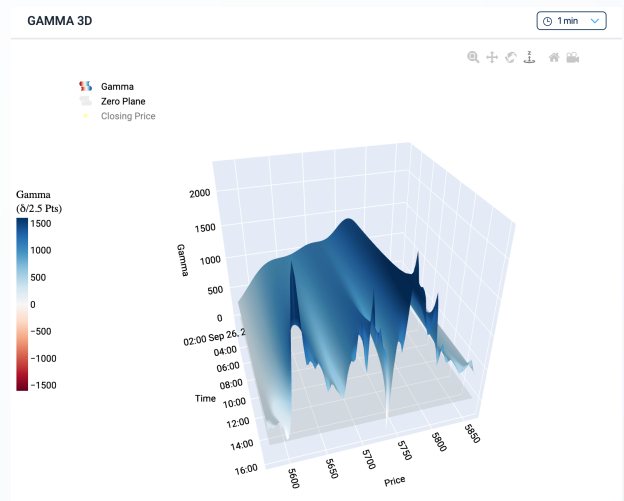 GAMMA 3D
1 min
Gamma
Zero Plane
Closing Price
Gamma
(δ/2.5 Pts)
1500
1000
500
0
−500
−1000
−1500
2000
1500
1000
500
0
Gamma
02:00 Sep 26, 2
04:00
06:00
08:00
10:00
12:00
14:00
16:00
Time
5600
5650
5700
5750
5800
5850
Price